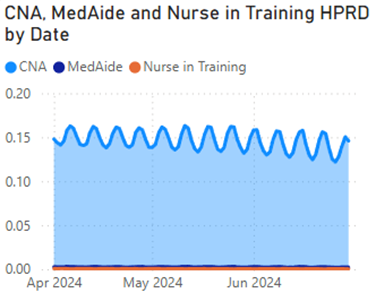 CNA, MedAide and Nurse in Training HPRD
by Date
CNA MedAide Nurse in Training
0.20
0.15
0.10
0.05
0.00
Apr 2024 May 2024 Jun 2024